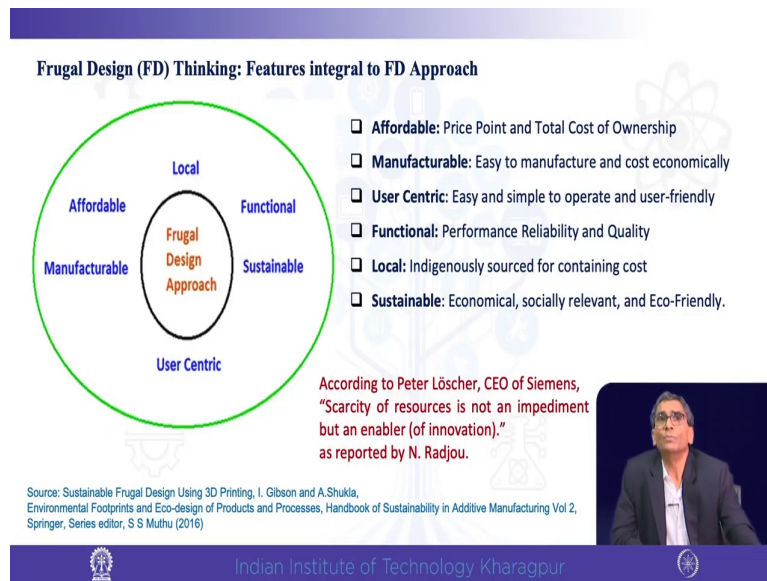 Frugal Design (FD) Thinking: Features integral to FD Approach
Local
Affordable
Functional
Frugal
Design
Approach
Manufacturable
Sustainable
User Centric
Affordable: Price Point and Total Cost of Ownership
Manufacturable: Easy to manufacture and cost economically
User Centric: Easy and simple to operate and user-friendly
Functional: Performance Reliability and Quality
Local: Indigenously sourced for containing cost
Sustainable: Economical, socially relevant, and Eco-Friendly.
According to Peter Löscher, CEO of Siemens,
“Scarcity of resources is not an impediment
but an enabler (of innovation).”
as reported by N. Radjou.
Source: Sustainable Frugal Design Using 3D Printing, I. Gibson and A.Shukla,
Environmental Footprints and Eco-design of Products and Processes, Handbook of Sustainability in Additive Manufacturing Vol 2,
Springer, Series editor, S S Muthu (2016)
Indian Institute of Technology Kharagpur